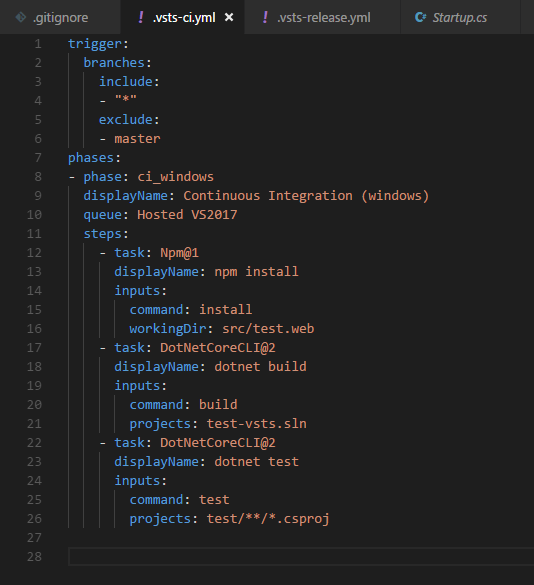 .gitignore ! .vsts-ci.yml × ! .vsts-release.yml C# Startup.cs
1 trigger:
2   branches:
3     include:
4     - "*"
5     exclude:
6     - master
7 phases:
8 - phase: ci_windows
9   displayName: Continuous Integration (windows)
10   queue: Hosted VS2017
11   steps:
12     - task: Npm@1
13       displayName: npm install
14       inputs:
15         command: install
16         workingDir: src/test.web
17     - task: DotNetCoreCLI@2
18       displayName: dotnet build
19       inputs:
20         command: build
21         projects: test-vsts.sln
22     - task: DotNetCoreCLI@2
23       displayName: dotnet test
24       inputs:
25         command: test
26         projects: test/**/*.csproj
27
28